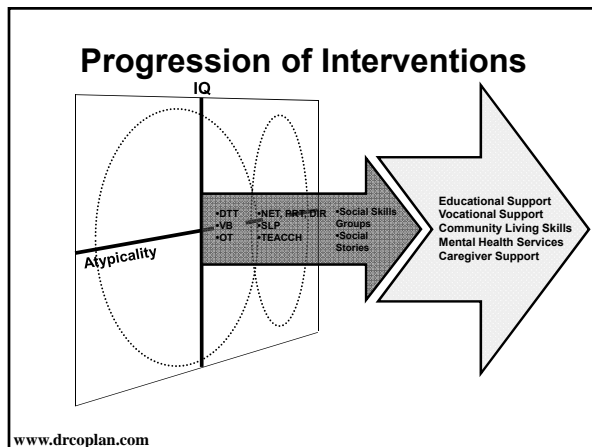 Progression of Interventions
IQ
Atypicality
•DTT
•VB
•OT
•NET, PRT, DIR
•SLP
•TEACCH
•Social Skills
Groups
•Social
Stories
Educational Support
Vocational Support
Community Living Skills
Mental Health Services
Caregiver Support
www.drcoplan.com